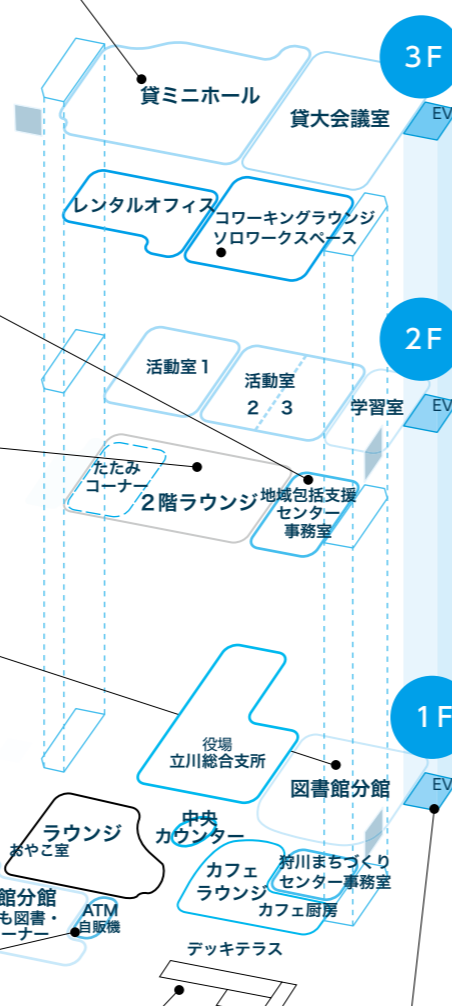 3F
貸ミニホール
貸大会議室
EV
レンタルオフィス
コワーキングラウンジ
ソロワークスペース
2F
活動室1
活動室
2 3
学習室
EV
たたみ
コーナー
2階ラウンジ
地域包括支援
センター
事務室
1F
役場
立川総合支所
図書館分館
EV
中央
カウンター
ラウンジ
おやこ室
カフェ
ラウンジ
狩川まちづくり
センター事務室
カフェ厨房
館分館
も図書・
ーナー
ATM
自販機
デッキテラス